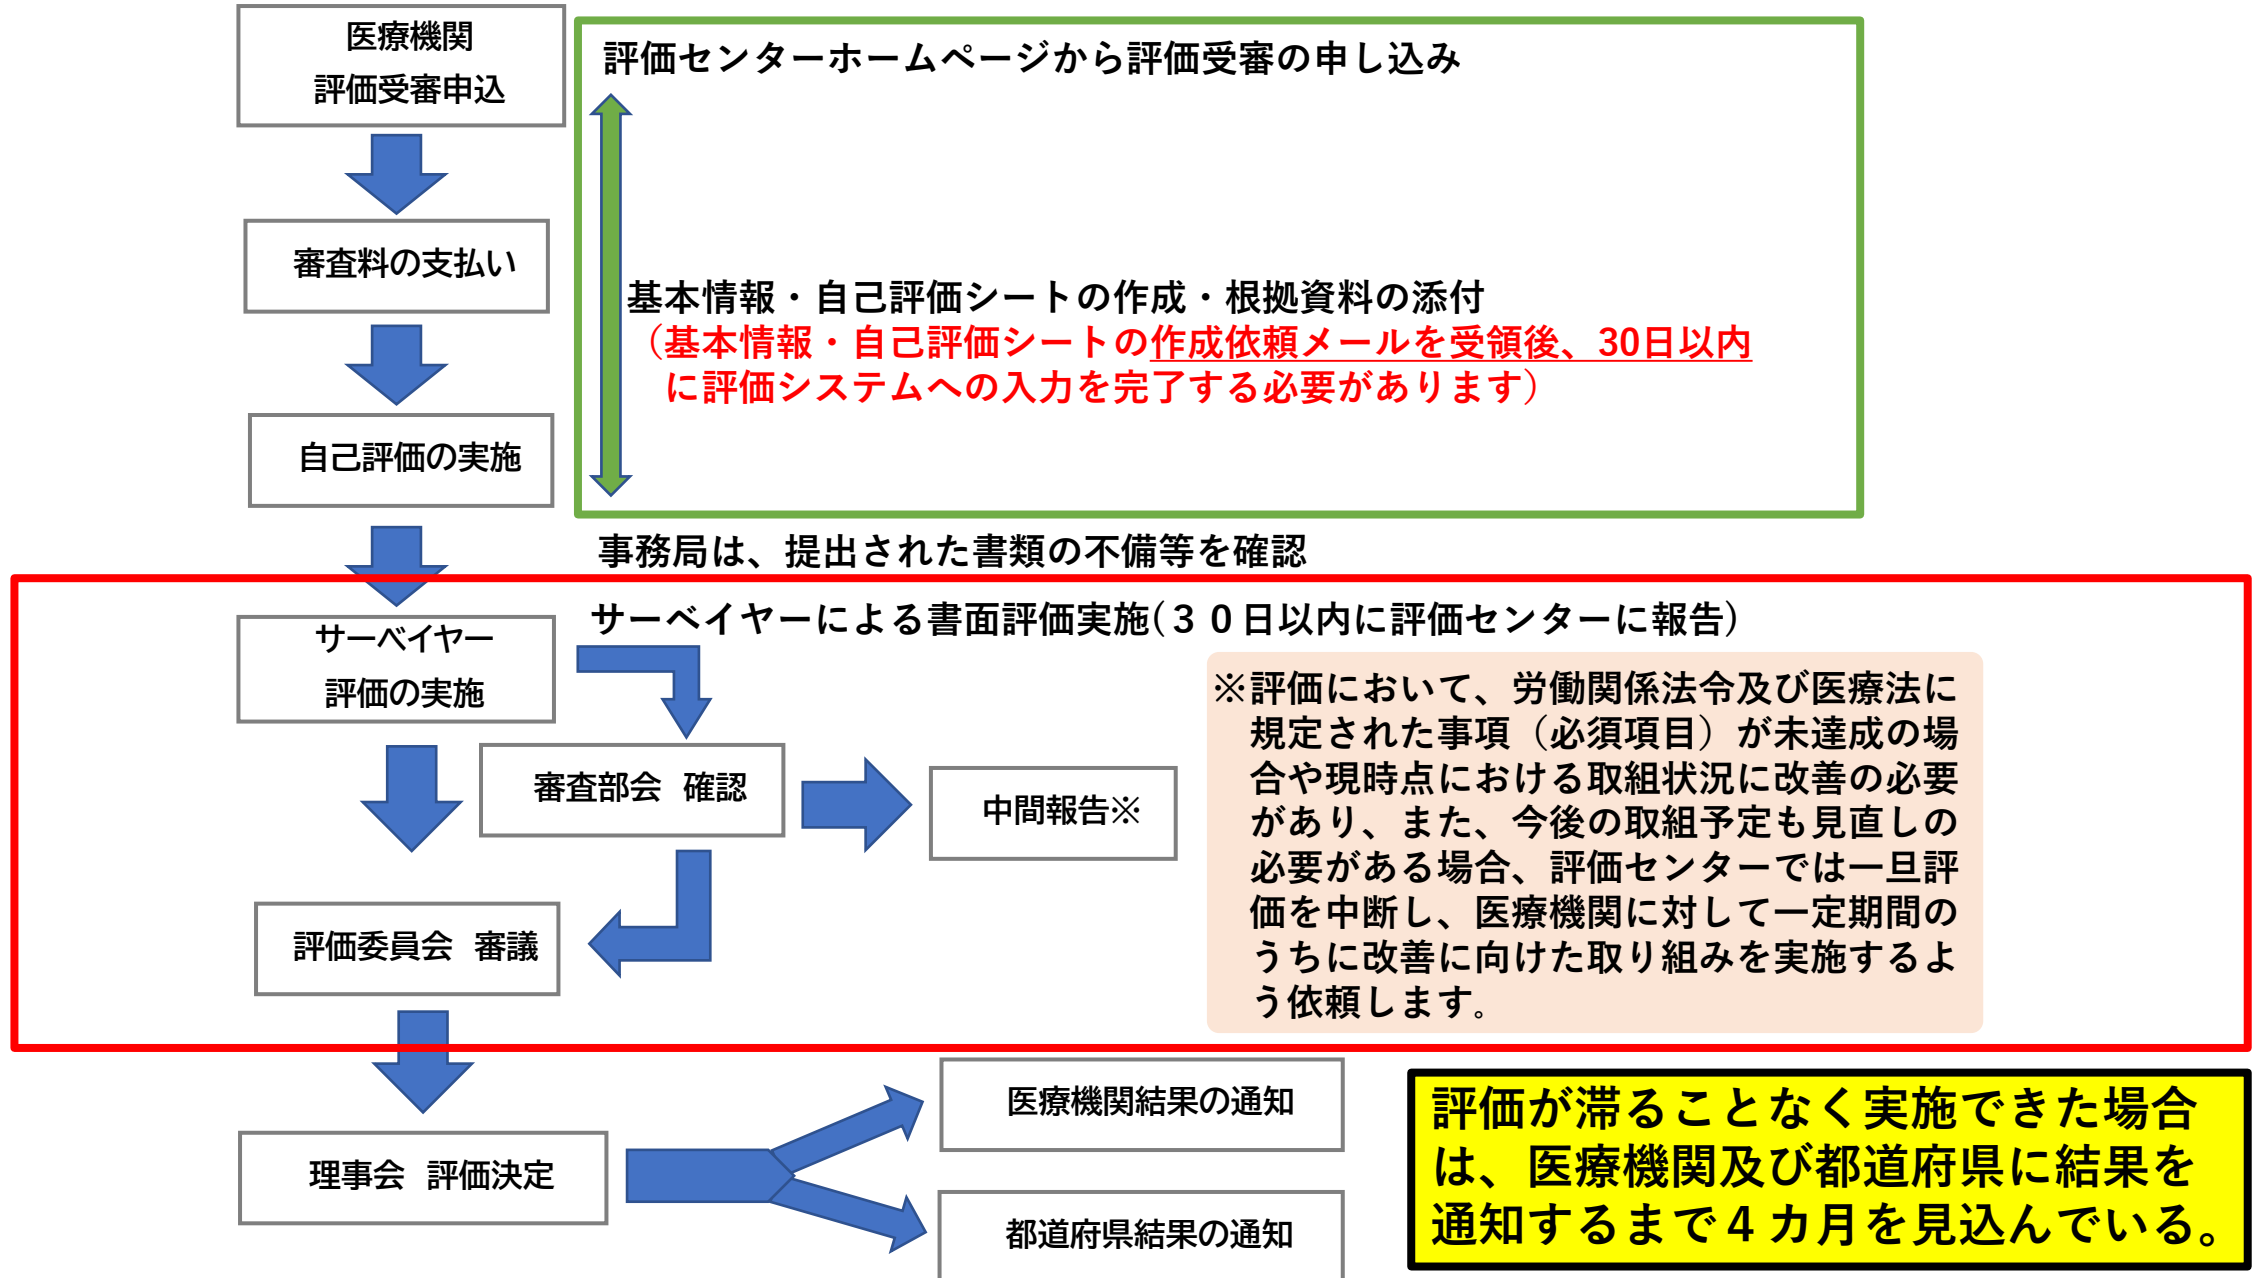 医療機関
評価受審申込
評価センターホームページから評価受審の申し込み
審査料の支払い
基本情報・自己評価シートの作成・根拠資料の添付
（基本情報・自己評価シートの作成依頼メールを受領後、30日以内
に評価システムへの入力を完了する必要があります）
自己評価の実施
事務局は、提出された書類の不備等を確認
サーベイヤー
評価の実施
サーベイヤーによる書面評価実施(３０日以内に評価センターに報告)
審査部会 確認
中間報告※
※評価において、労働関係法令及び医療法に
規定された事項（必須項目）が未達成の場
合や現時点における取組状況に改善の必要
があり、また、今後の取組予定も見直しの
必要がある場合、評価センターでは一旦評
価を中断し、医療機関に対して一定期間の
うちに改善に向けた取り組みを実施するよ
う依頼します。
評価委員会 審議
理事会 評価決定
医療機関結果の通知
都道府県結果の通知
評価が滞ることなく実施できた場合
は、医療機関及び都道府県に結果を
通知するまで４カ月を見込んでいる。